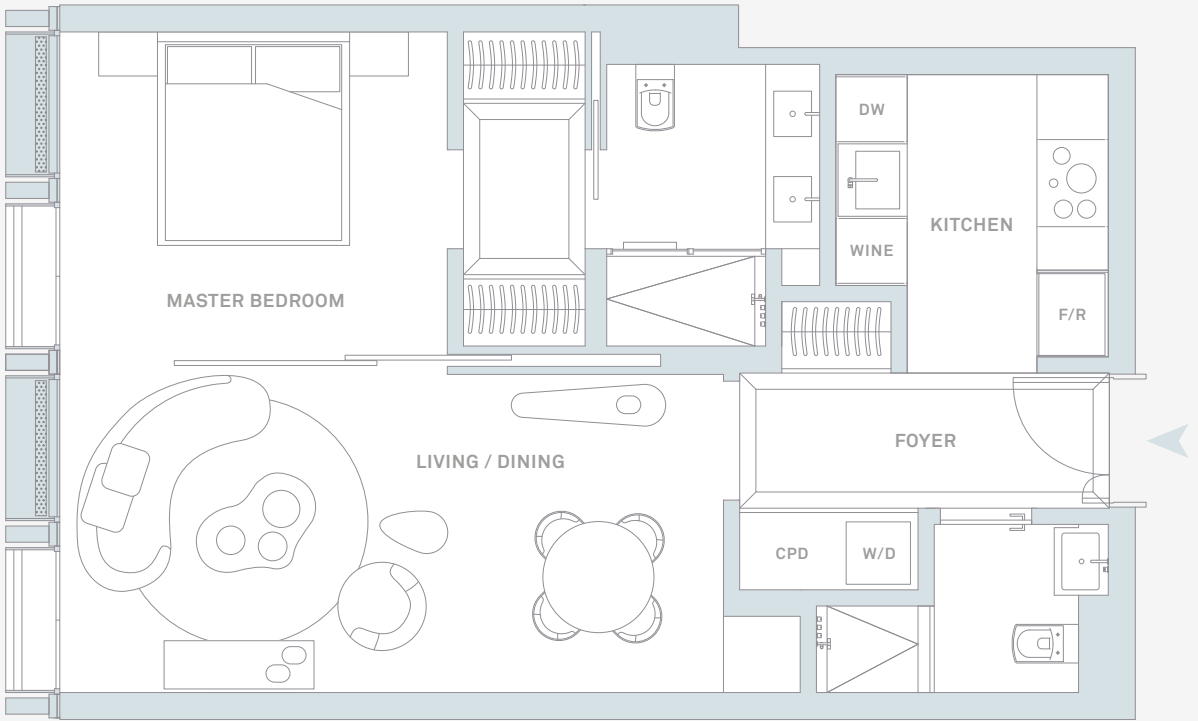 DW
KITCHEN
WINE
MASTER BEDROOM
F/R
FOYER
LIVING / DINING
CPD
W/D